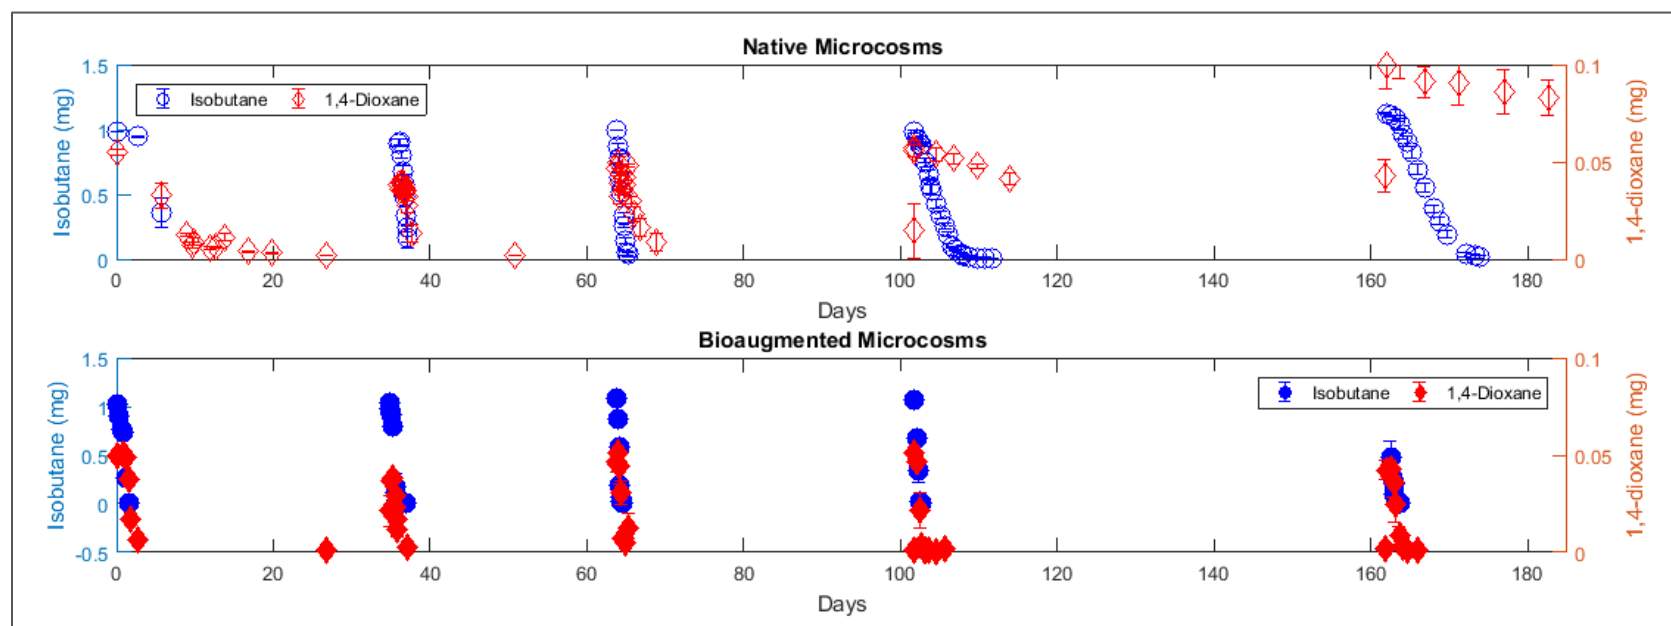 Native Microcosms
1.5
1
0.5
0
Isobutane (mg)
Isobutane 1,4-Dioxane
0.1
0.05
0
1,4-dioxane (mg)
0 20 40 60 80 100 120 140 160 180
Days
Bioaugmented Microcosms
1.5
1
0.5
0
-0.5
Isobutane (mg)
Isobutane 1,4-Dioxane
0.1
0.05
0
1,4-dioxane (mg)
0 20 40 60 80 100 120 140 160 180
Days